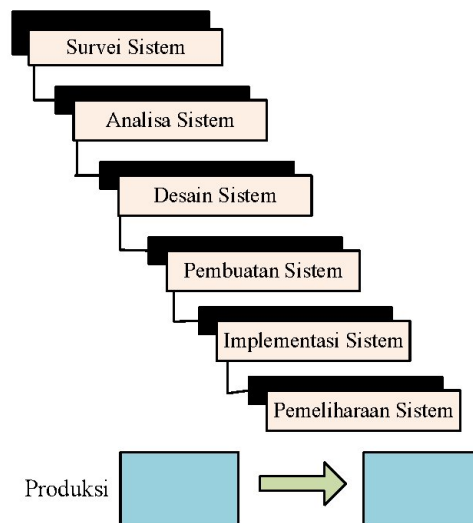 Survei Sistem
Analisa Sistem
Desain Sistem
Pembuatan Sistem
Implementasi Sistem
Pemeliharaan Sistem
Produksi